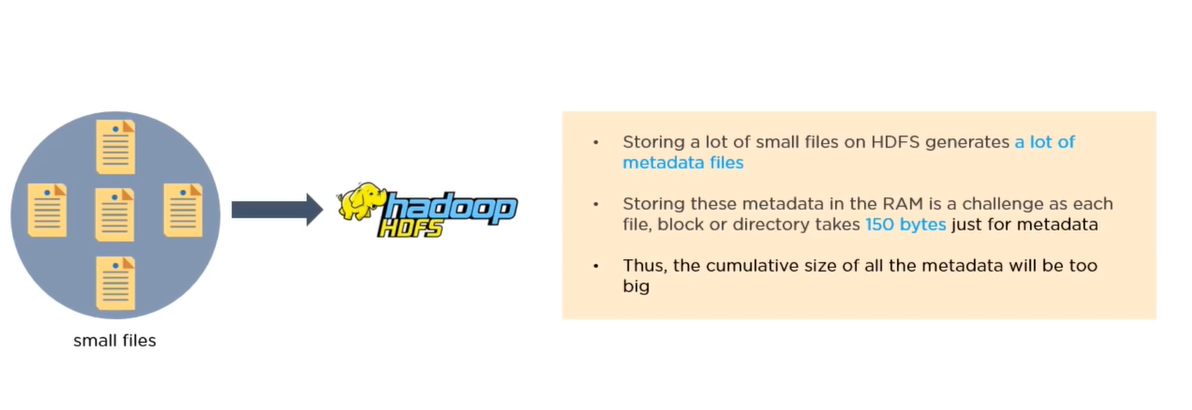 small files
hadoop
HDFS
• Storing a lot of small files on HDFS generates a lot of
metadata files
• Storing these metadata in the RAM is a challenge as each
file, block or directory takes 150 bytes just for metadata
• Thus, the cumulative size of all the metadata will be too
big